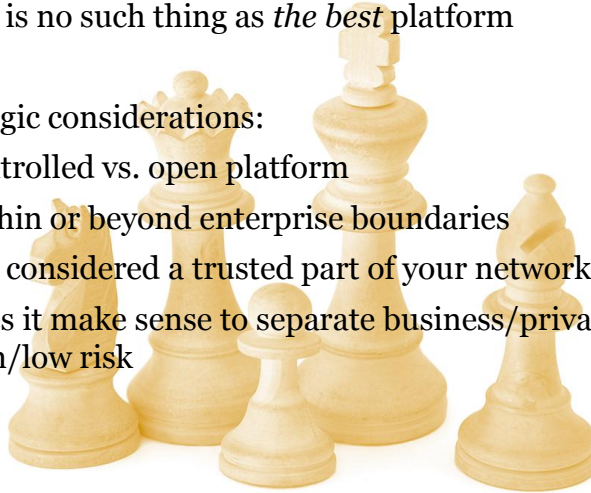 is no such thing as the best platform
gic considerations:
trolled vs. open platform
hin or beyond enterprise boundaries
considered a trusted part of your network
s it make sense to separate business/priva
/low risk